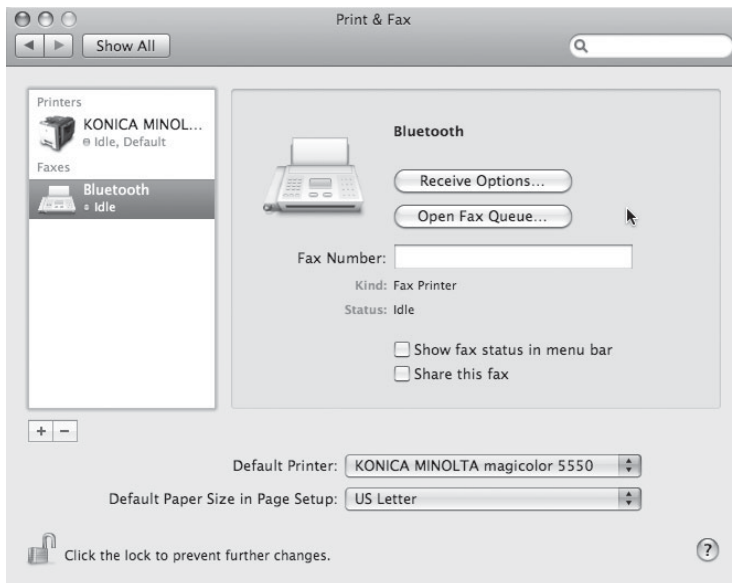 Print & Fax
Show All
Printers
KONICA MINOL...
Idle, Default
Faxes
Bluetooth
Idle
Bluetooth
Receive Options...
Open Fax Queue...
Fax Number:
Kind: Fax Printer
Status: Idle
Show fax status in menu bar
Share this fax
+ −
Default Printer: KONICA MINOLTA magicolor 5550
Default Paper Size in Page Setup: US Letter
Click the lock to prevent further changes.
?